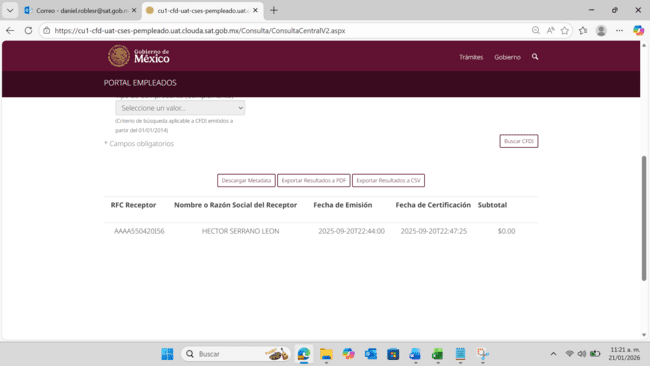 Correo - daniel.roblesr@sat.gob.m
cu1-cfd-uat-cses-pempleado.uat.c
https://cu1-cfd-uat-cses-pempleado.uat.clouda.sat.gob.mx/Consulta/ConsultaCentralV2.aspx
Gobierno de
México
Trámites
Gobierno
PORTAL EMPLEADOS
Seleccione un valor...
(Criterio de búsqueda aplicable a CFDI emitidos a
partir del 01/01/2014)
* Campos obligatorios
Buscar CFDI
Descargar Metadata
Exportar Resultados a PDF
Exportar Resultados a CSV
RFC Receptor Nombre o Razón Social del Receptor Fecha de Emisión Fecha de Certificación Subtotal
AAAA550420I56 HECTOR SERRANO LEON 2025-09-20T22:44:00 2025-09-20T22:47:25 $0.00
Buscar
11:21 a. m.
21/01/2026